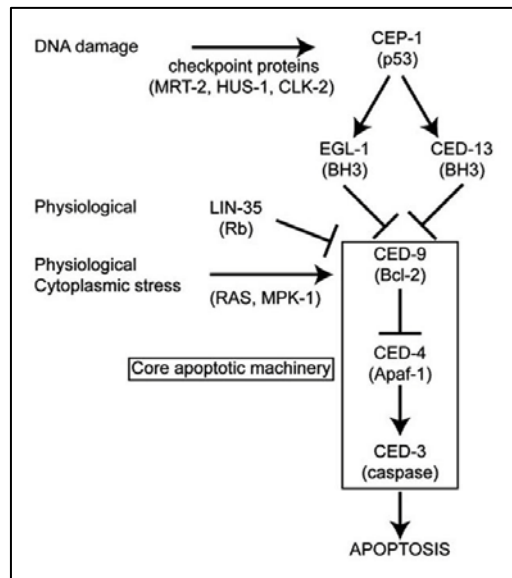 DNA damage
checkpoint proteins
(MRT-2, HUS-1, CLK-2)
CEP-1
(p53)
EGL-1
(BH3)
CED-13
(BH3)
Physiological
LIN-35
(Rb)
Physiological
Cytoplasmic stress
(RAS, MPK-1)
CED-9
(Bcl-2)
Core apoptotic machinery
CED-4
(Apaf-1)
CED-3
(caspase)
APOPTOSIS